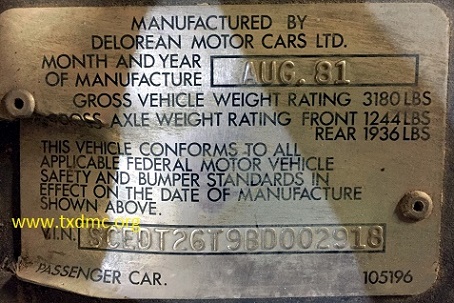 MANUFACTURED BY
DELOREAN MOTOR CARS LTD.
MONTH AND YEAR
OF MANUFACTURE AUG. 81
GROSS VEHICLE WEIGHT RATING 3180 LBS
GROSS AXLE WEIGHT RATING FRONT 1244 LBS
REAR 1936 LBS
THIS VEHICLE CONFORMS TO ALL
APPLICABLE FEDERAL MOTOR VEHICLE
SAFETY AND BUMPER STANDARDS IN
EFFECT ON THE DATE OF MANUFACTURE
SHOWN ABOVE.
www.txdmc.org
V.I.N. SCEDT26T9BD002918
PASSENGER CAR. 105196